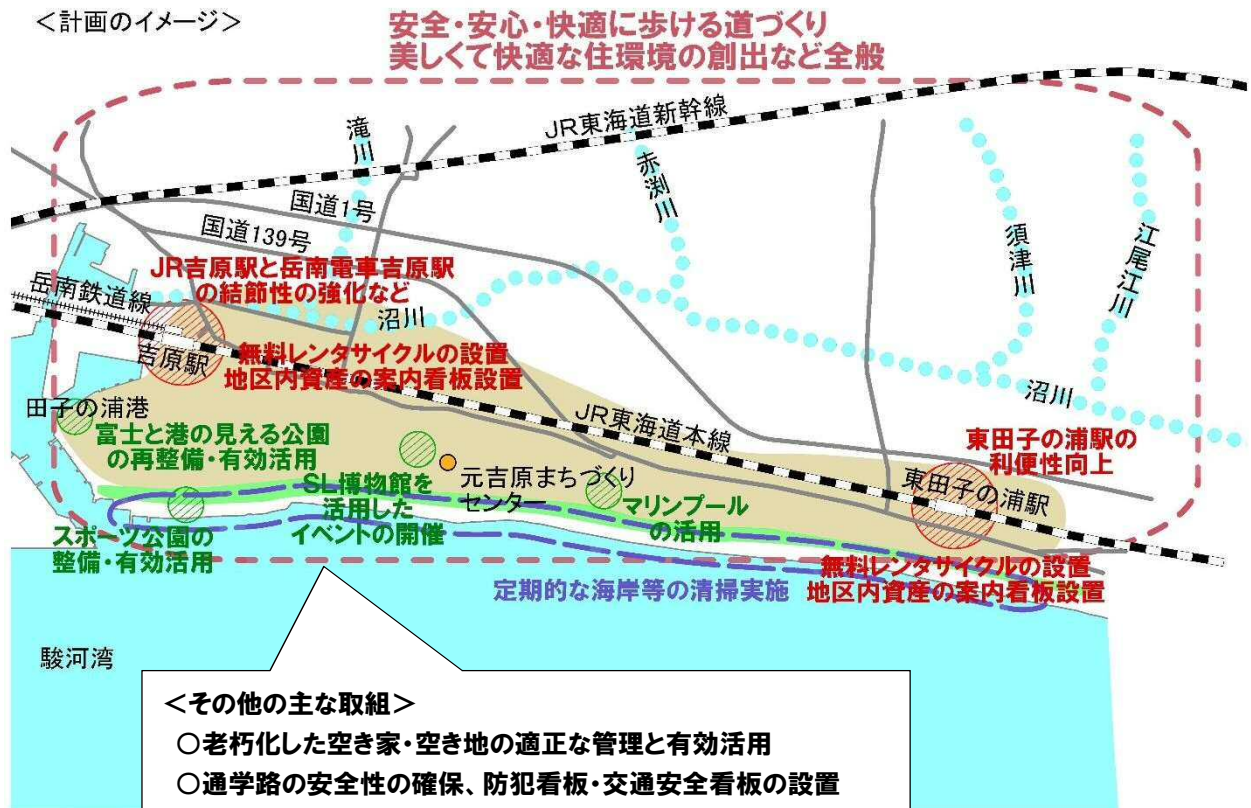 ＜計画のイメージ＞
安全・安心・快適に歩ける道づくり
美しくて快適な住環境の創出など全般
JR東海道新幹線
滝川
赤渕川
須津川
江尾江川
国道1号
国道139号
JR吉原駅と岳南電車吉原駅
の結節性の強化など
岳南鉄道線
沼川
吉原駅
無料レンタサイクルの設置
地区内資産の案内看板設置
沼川
田子の浦港
JR東海道本線
富士と港の見える公園
の再整備・有効活用
東田子の浦駅の
利便性向上
SL博物館を
活用した
イベントの開催
元吉原まちづくり
センター
マリンプール
の活用
東田子の浦駅
スポーツ公園の
整備・有効活用
無料レンタサイクルの設置
地区内資産の案内看板設置
定期的な海岸等の清掃実施
駿河湾
＜その他の主な取組＞
○老朽化した空き家・空き地の適正な管理と有効活用
○通学路の安全性の確保、防犯看板・交通安全看板の設置